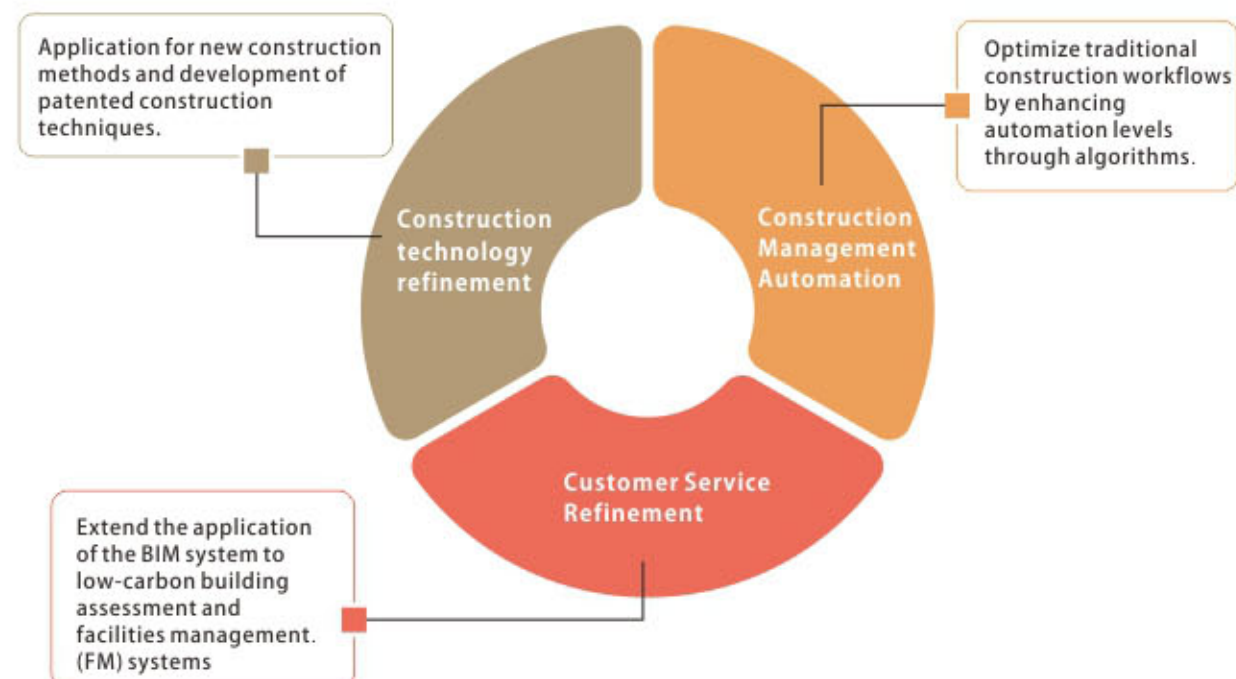 Application for new construction
methods and development of
patented construction
techniques.
Optimize traditional
construction workflows
by enhancing
automation levels
through algorithms.
Construction
technology
refinement
Construction
Management
Automation
Customer Service
Refinement
Extend the application
of the BIM system to
low-carbon building
assessment and
facilities management.
(FM) systems